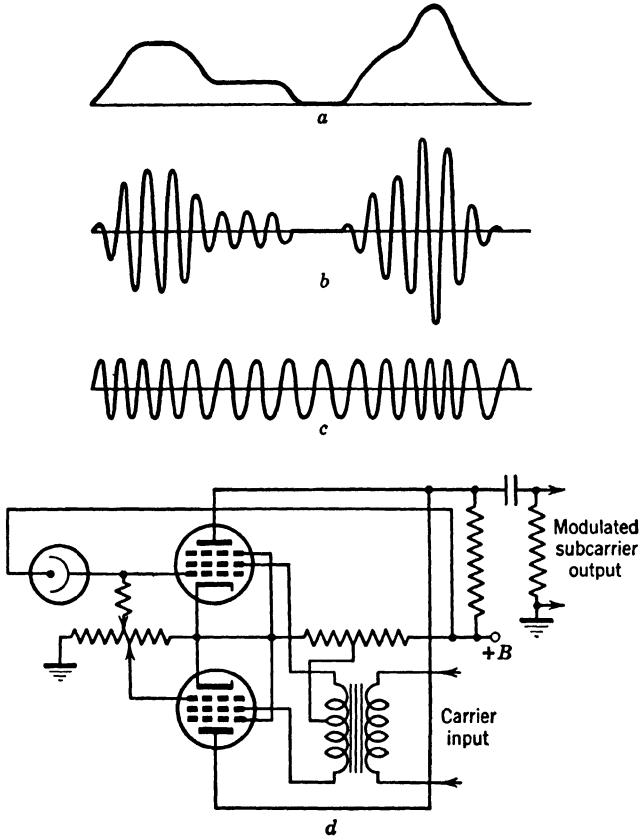 a
b
c
Modulated
subcarrier
output
+B
Carrier
input
d